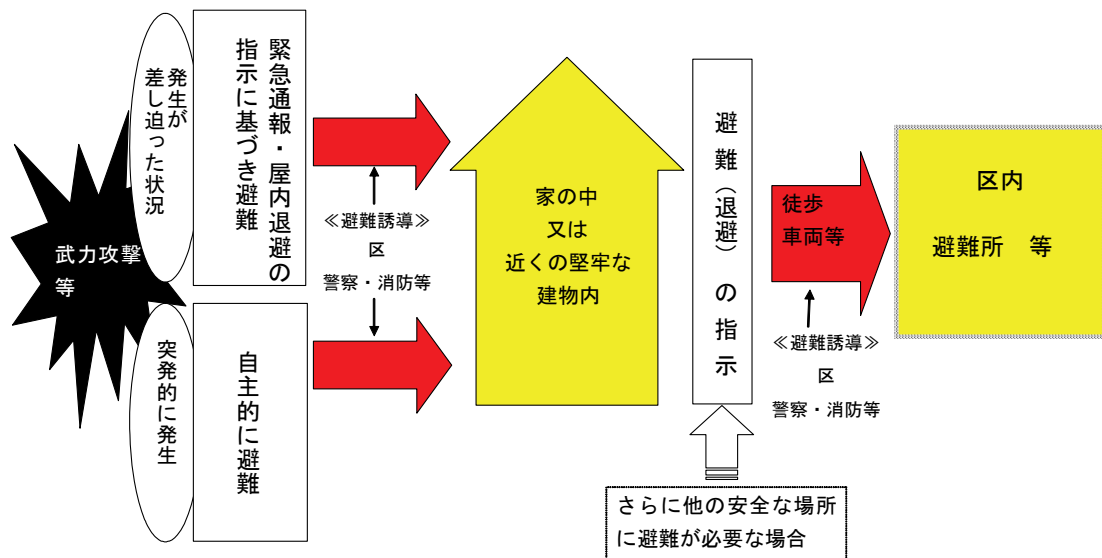 武力攻撃
等
発生が
差し迫った状況
緊急通報・屋内退避の
指示に基づき避難
突発的に発生
自主的に避難
≪避難誘導≫
区
警察・消防等
家の中
又は
近くの堅牢な
建物内
避難(退避)の指示
さらに他の安全な場所
に避難が必要な場合
徒歩
車両等
≪避難誘導≫
区
警察・消防等
区内
避難所　等